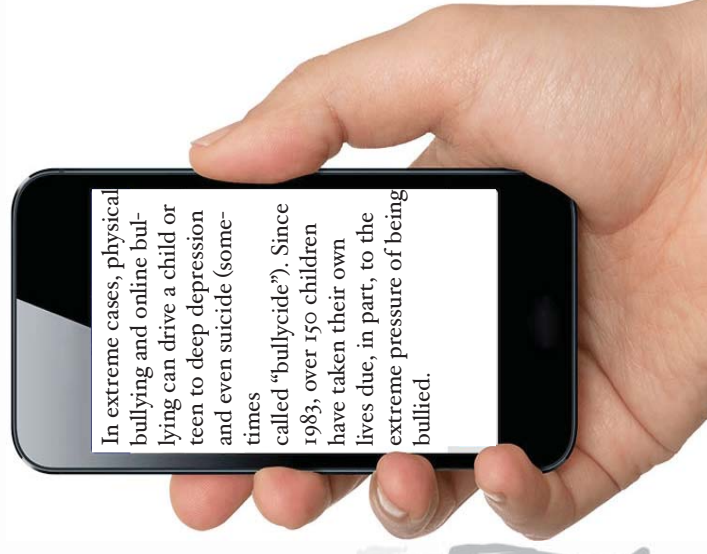 In extreme cases, physical
bullying and online bul-
lying can drive a child or
teen to deep depression
and even suicide (some-
times
called “bullycide”). Since
1983, over 150 children
have taken their own
lives due, in part, to the
extreme pressure of being
bullied.